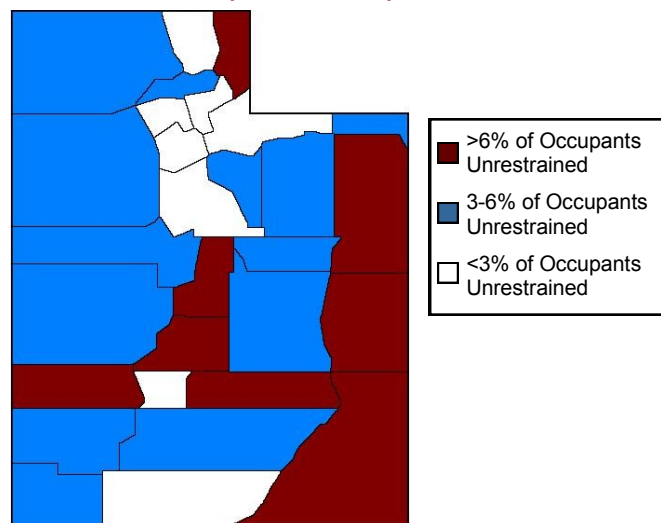 >6% of Occupants
Unrestrained
3-6% of Occupants
Unrestrained
<3% of Occupants
Unrestrained